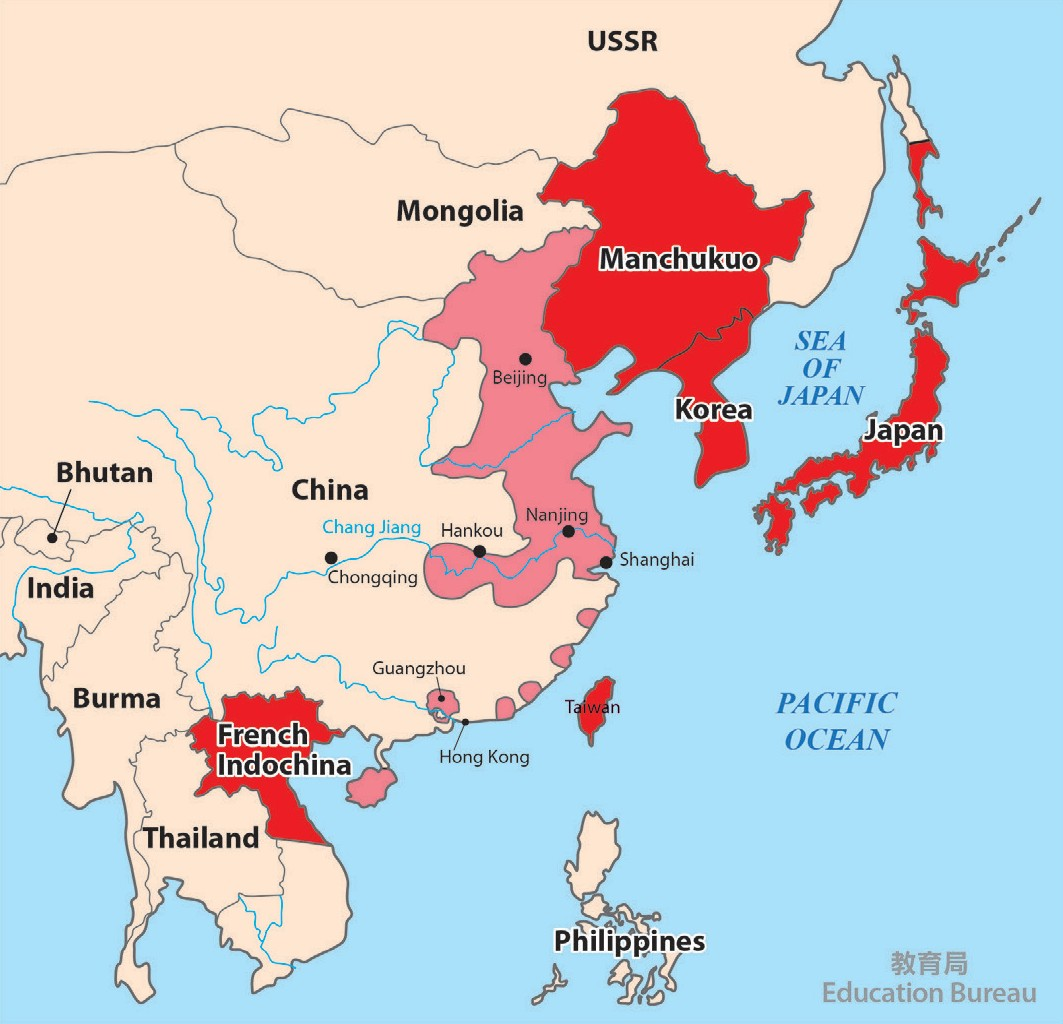 USSR
Mongolia
Manchukuo
SEA
OF
JAPAN
Beijing
Korea
Japan
Bhutan
China
Nanjing
Chang Jiang
Hankou
Shanghai
Chongqing
India
Guangzhou
Burma
Taiwan
PACIFIC
OCEAN
French
Indochina
Hong Kong
Thailand
Philippines
教育局
Education Bureau